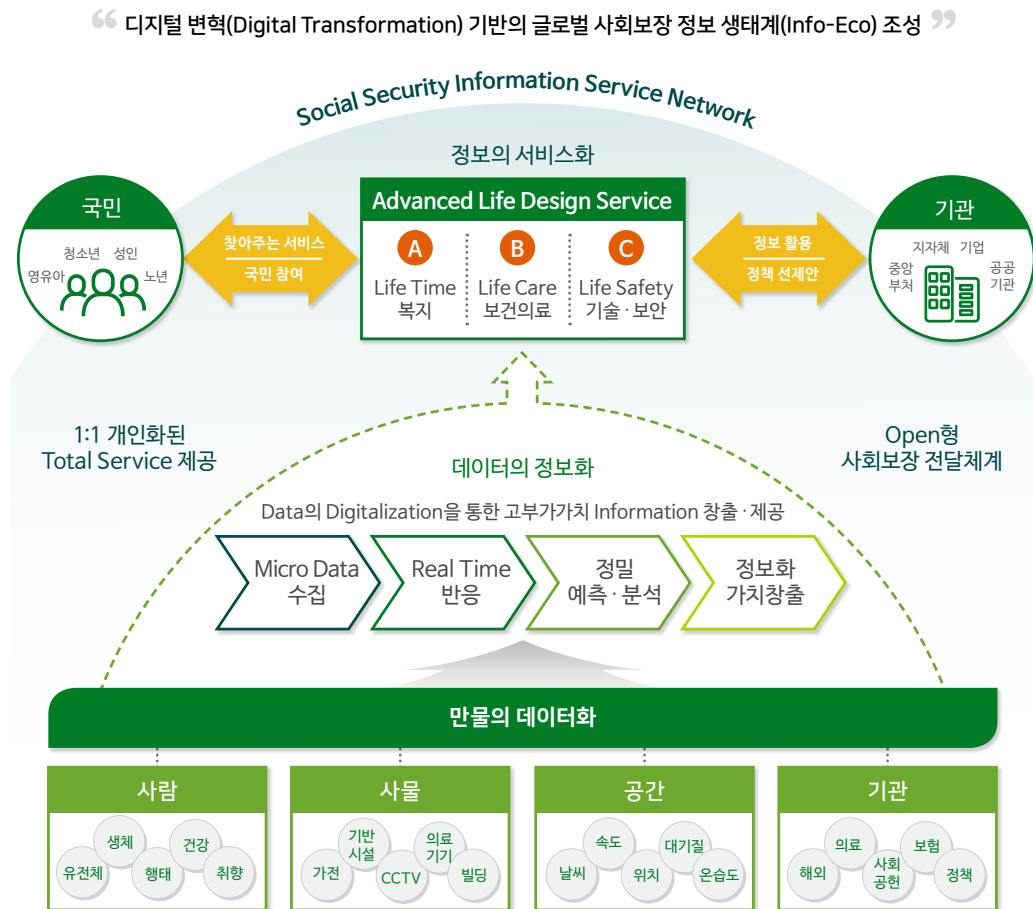 “ 디지털 변혁(Digital Transformation) 기반의 글로벌 사회보장 정보 생태계(Info-Eco) 조성 ”
Social Security Information Service Network
정보의 서비스화
국민
청소년 성인
영유아 노년
찾아주는 서비스
국민 참여
Advanced Life Design Service
A
Life Time
복지
B
Life Care
보건의료
C
Life Safety
기술 · 보안
정보 활용
정책 선제안
기관
지자체 기업
중앙
부처
공공
기관
1:1 개인화된
Total Service 제공
Open형
사회보장 전달체계
데이터의 정보화
Data의 Digitalization을 통한 고부가가치 Information 창출 · 제공
Micro Data
수집
Real Time
반응
정밀
예측 · 분석
정보화
가치창출
만물의 데이터화
사람
유전체
생체
행태
건강
취향
사물
가전
기반
시설
CCTV
의료
기기
빌딩
공간
날씨
속도
위치
대기질
온습도
기관
해외
의료
사회
공헌
보험
정책